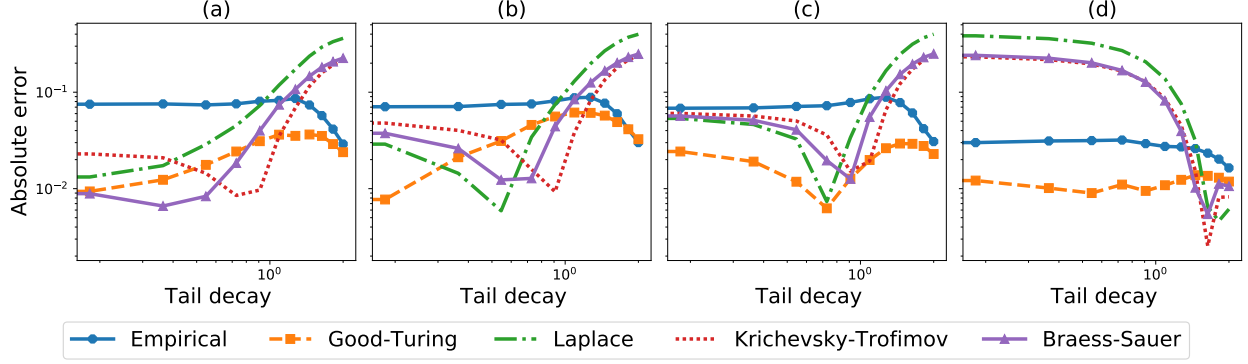 (a) (b) (c) (d)
Absolute error
10⁻¹
10⁻²
10⁰ 10⁰ 10⁰ 10⁰
Tail decay Tail decay Tail decay Tail decay
Empirical Good-Turing Laplace Krichevsky-Trofimov Braess-Sauer